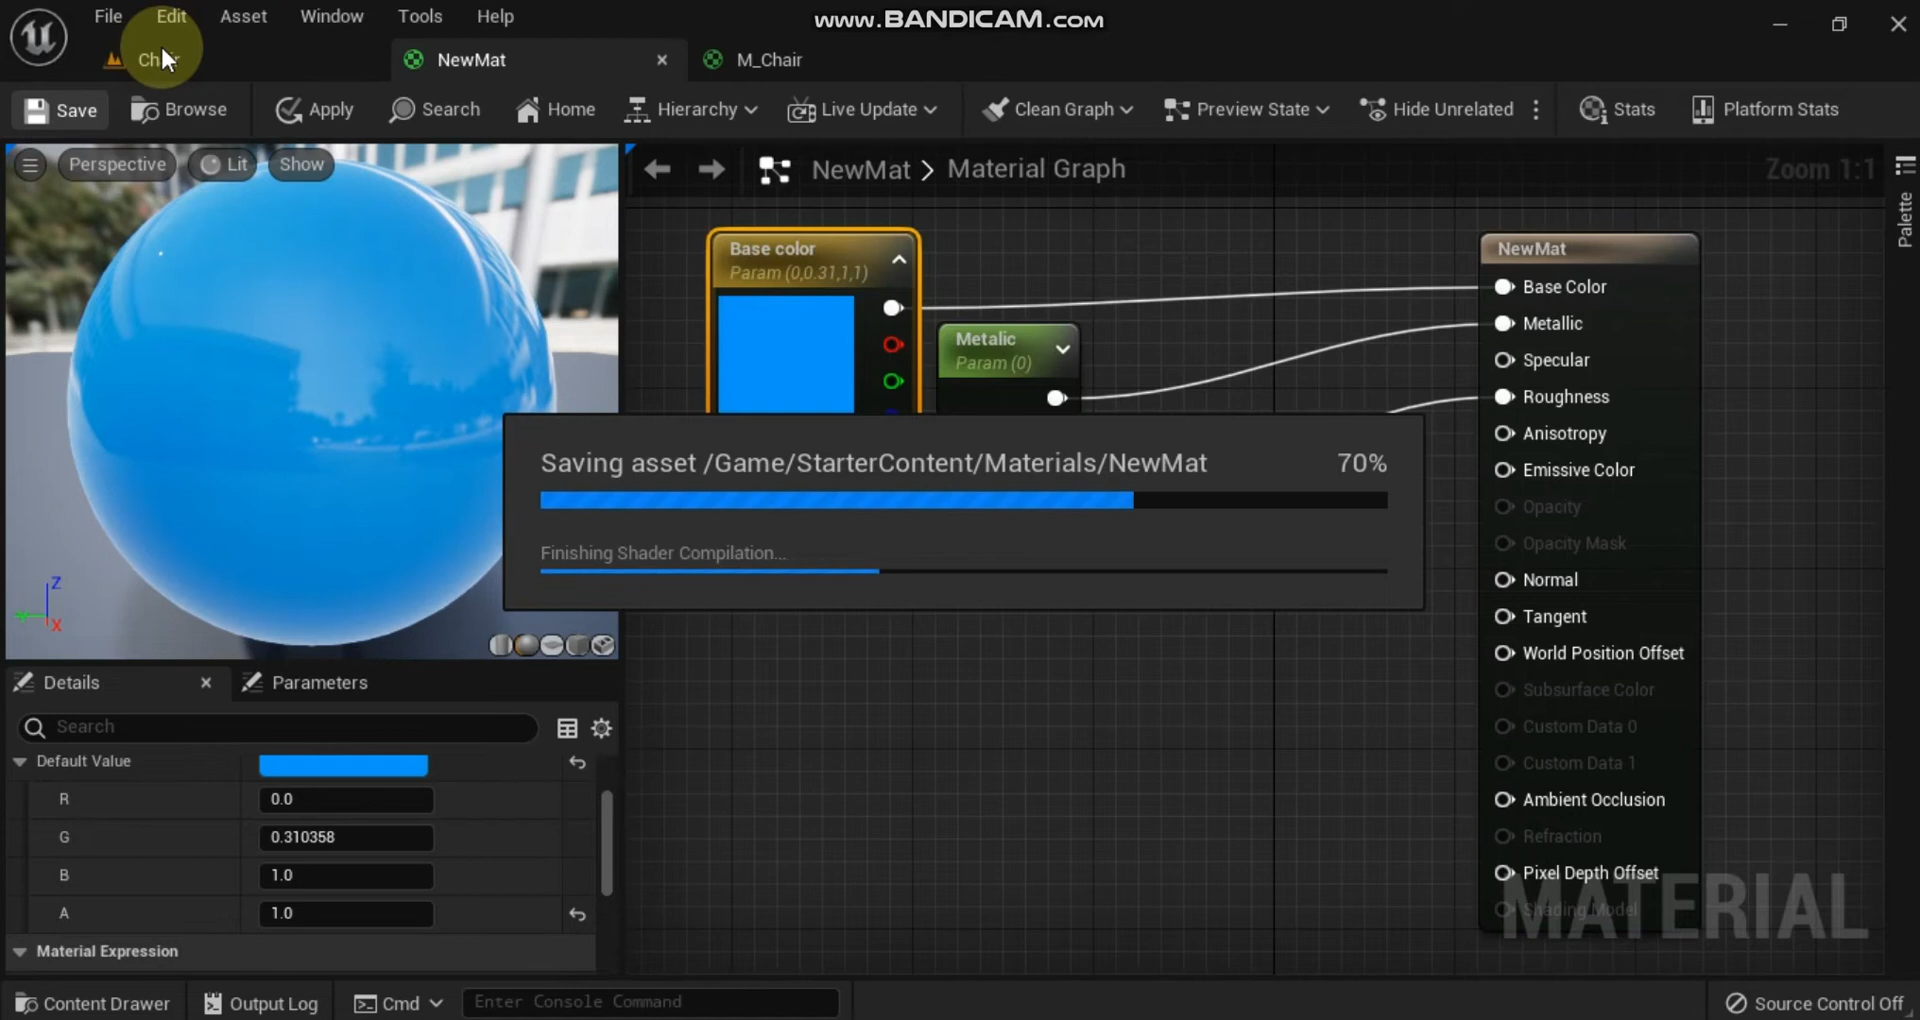 File Edit Asset Window Tools Help
www.BANDICAM.com
NewMat
M_Chair
Save
Browse
Apply
Search
Home
Hierarchy
Live Update
Clean Graph
Preview State
Hide Unrelated
Stats
Platform Stats
Perspective
Lit
Show
NewMat > Material Graph
Zoom 1:1
Palette
Base color
Param (0,0.31,1,1)
Metalic
Param (0)
NewMat
Base Color
Metallic
Specular
Roughness
Anisotropy
Emissive Color
Opacity
Opacity Mask
Normal
Tangent
World Position Offset
Subsurface Color
Custom Data 0
Custom Data 1
Ambient Occlusion
Refraction
Pixel Depth Offset
Shading Model
MATERIAL
Saving asset /Game/StarterContent/Materials/NewMat 70%
Finishing Shader Compilation...
Z
X
Details
Parameters
Search
Default Value
R 0.0
G 0.310358
B 1.0
A 1.0
Material Expression
Content Drawer
Output Log
Cmd
Enter Console Command
Source Control Off